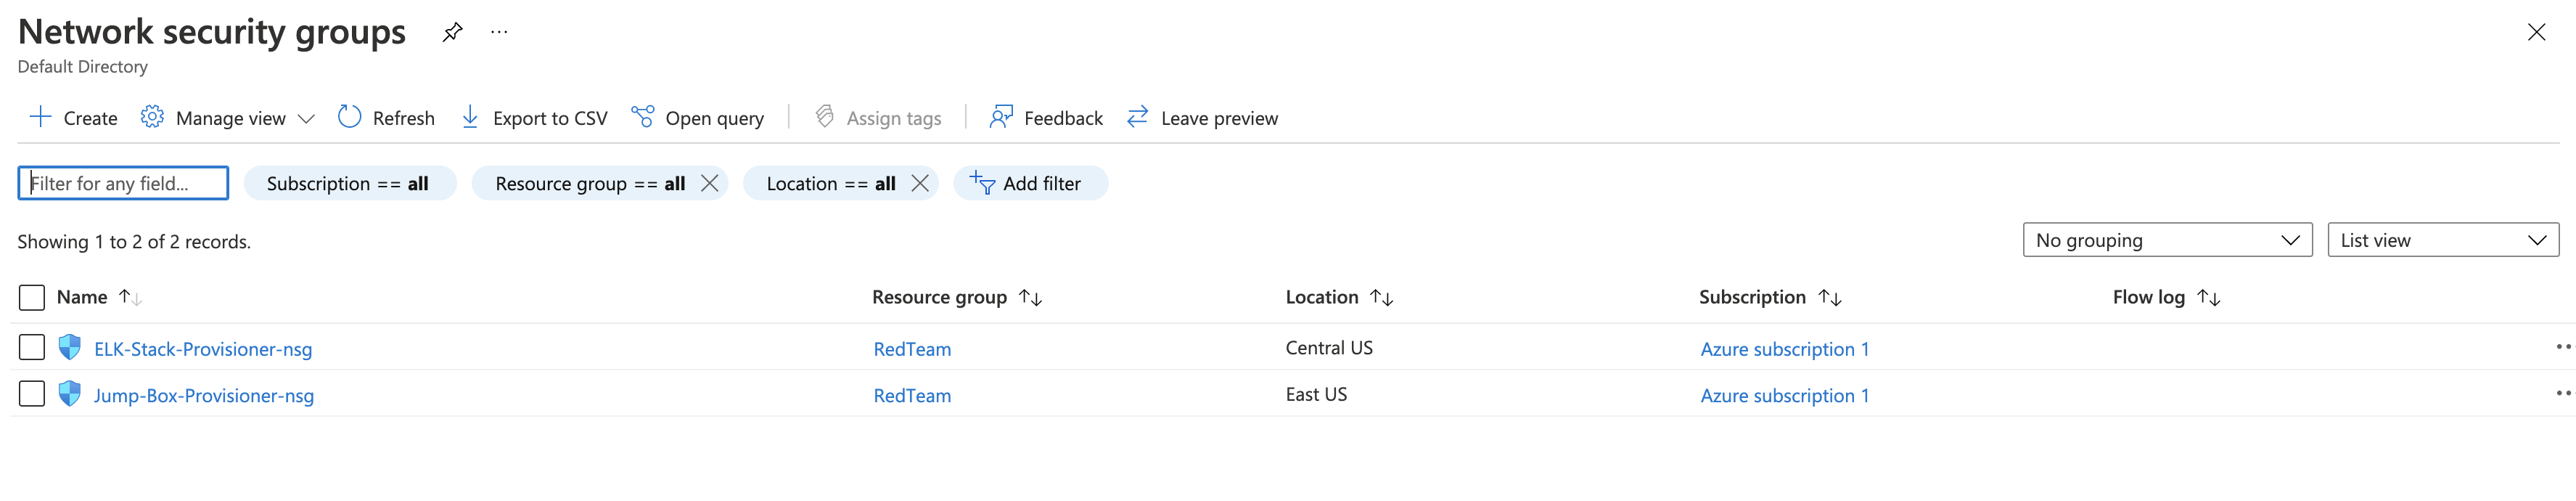 Network security groups ...
Default Directory
Create Manage view Refresh Export to CSV Open query Assign tags Feedback Leave preview
Filter for any field... Subscription == all Resource group == all Location == all Add filter
Showing 1 to 2 of 2 records. No grouping List view
Name Resource group Location Subscription Flow log
ELK-Stack-Provisioner-nsg RedTeam Central US Azure subscription 1
Jump-Box-Provisioner-nsg RedTeam East US Azure subscription 1